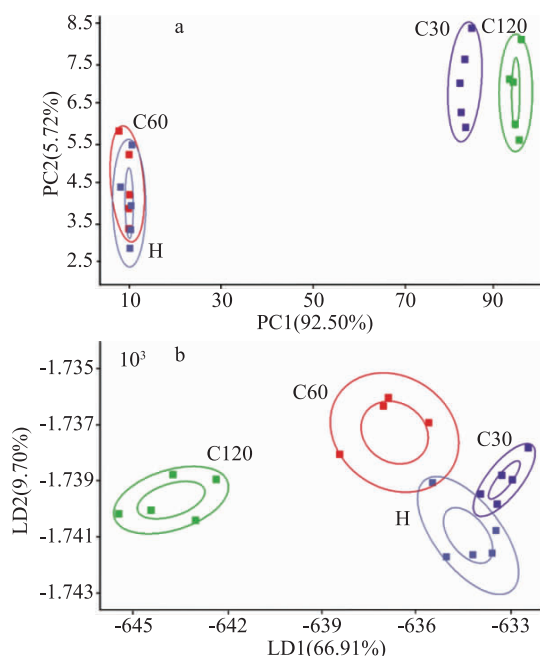 8.5
7.5
6.5
5.5
4.5
3.5
2.5
PC2(5.72%)
a
C30
C120
C60
H
10
30
50
70
90
PC1(92.50%)
10³
b
-1.735
-1.737
-1.739
-1.741
-1.743
LD2(9.70%)
C60
C30
C120
H
-645
-642
-639
-636
-633
LD1(66.91%)